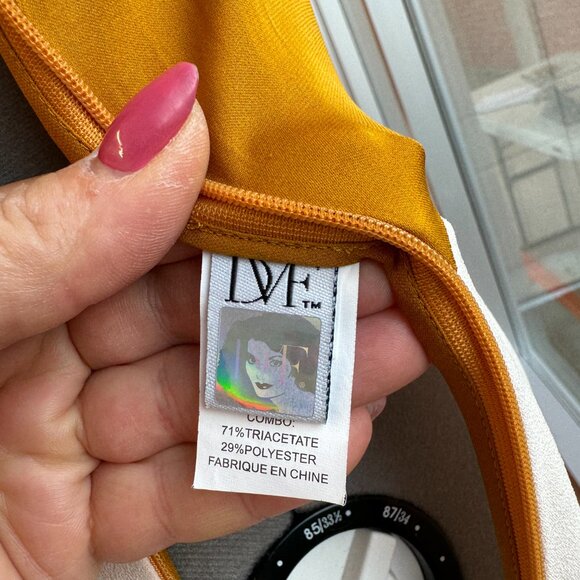 DVF™
COMBO:
71%TRIACETATE
29%POLYESTER
FABRIQUE EN CHINE
85/33½
87/34